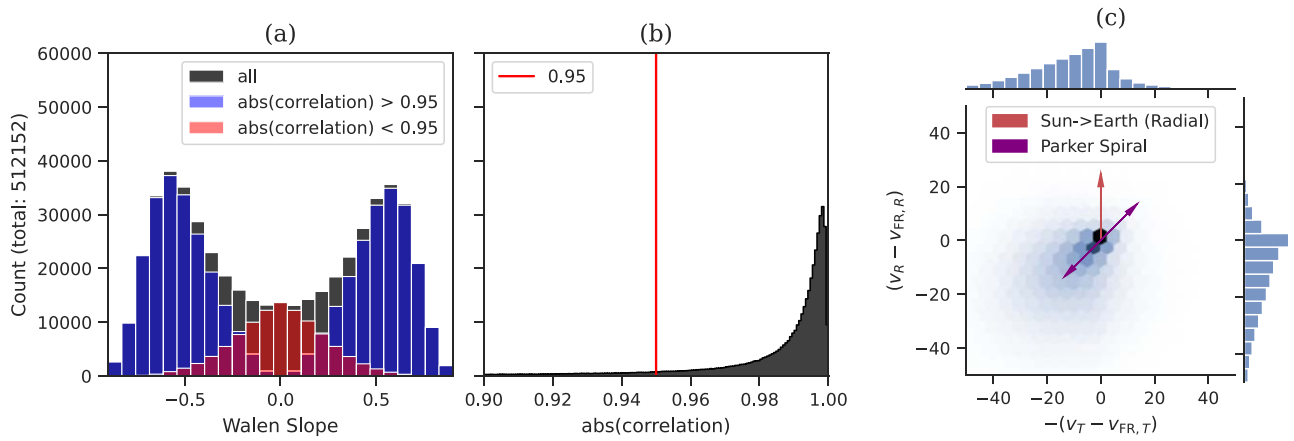 (a)
(b)
(c)
60000
50000
40000
30000
20000
10000
0
Count (total: 512152)
all
abs(correlation) > 0.95
abs(correlation) < 0.95
−0.5
0.0
0.5
Walen Slope
0.95
0.90
0.92
0.94
0.96
0.98
1.00
abs(correlation)
Sun->Earth (Radial)
Parker Spiral
40
20
0
−20
−40
(v_R − v_FR, R)
−40
−20
0
20
40
−(v_T − v_FR, T)